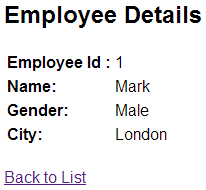 Employee Details
Employee Id : 1
Name: Mark
Gender: Male
City: London
Back to List